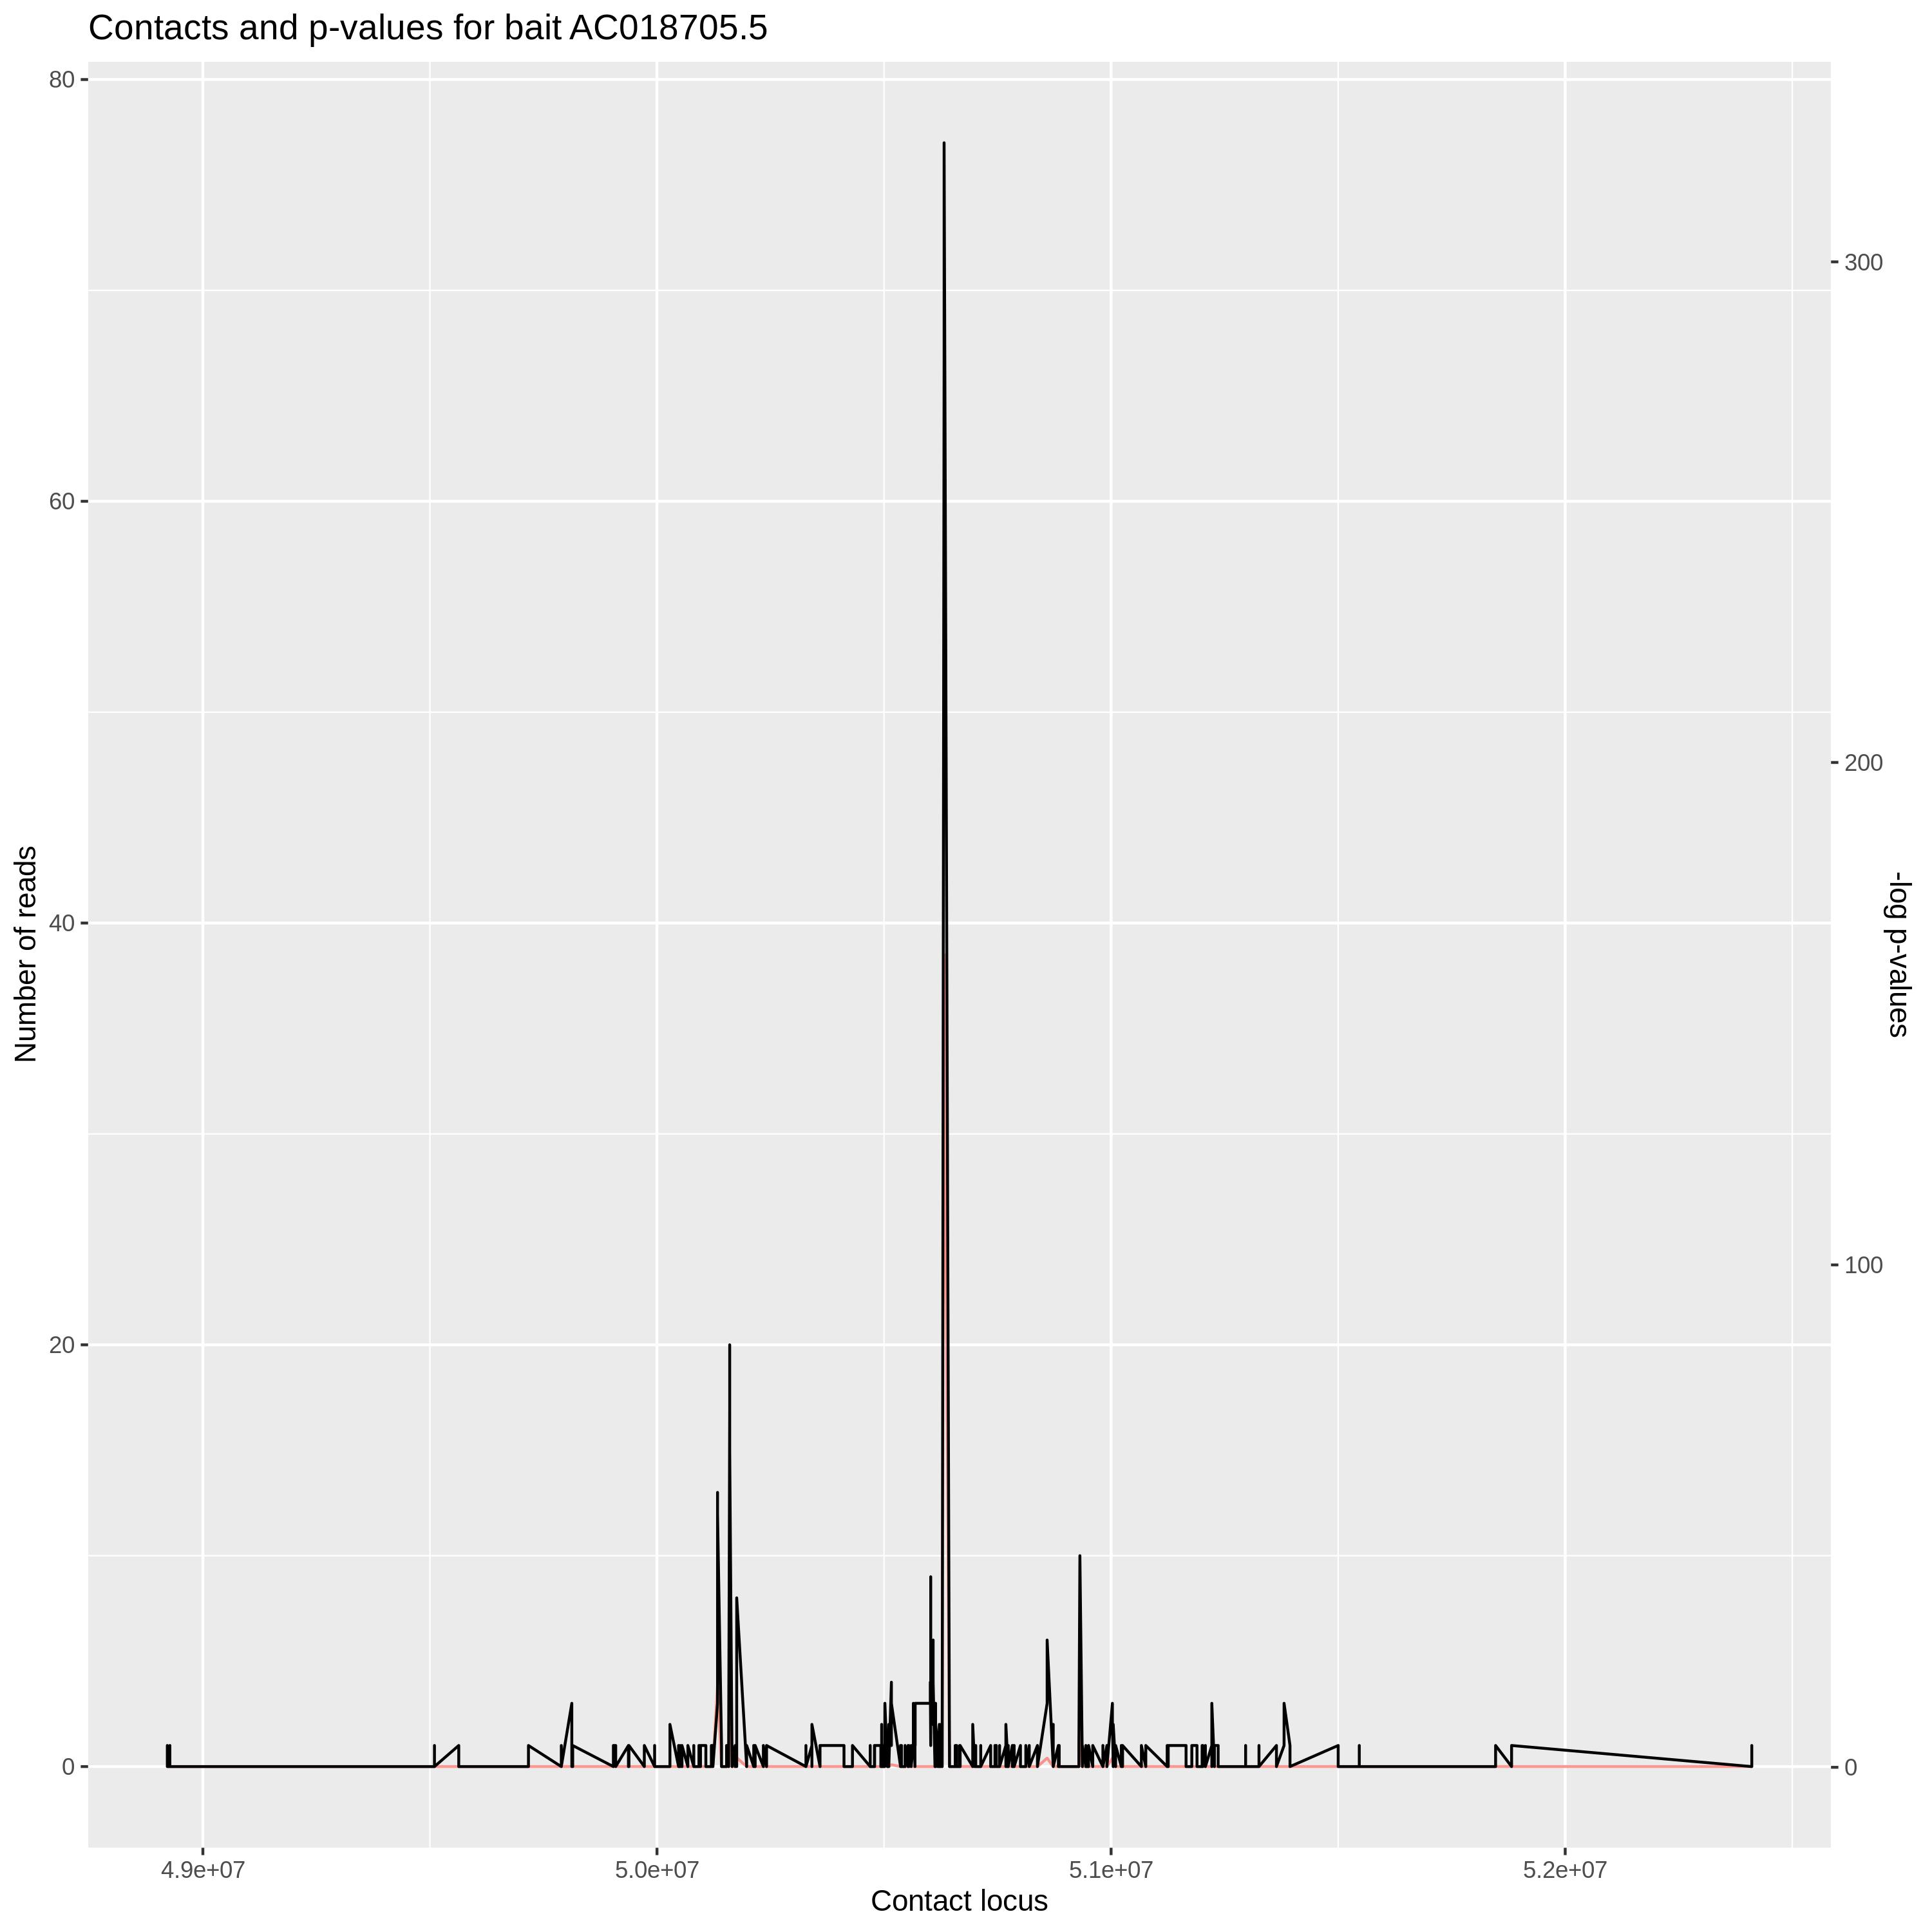 Contacts and p-values for bait AC018705.5
80
60
40
20
0
Number of reads
300
200
100
0
-log p-values
4.9e+07
5.0e+07
5.1e+07
5.2e+07
Contact locus